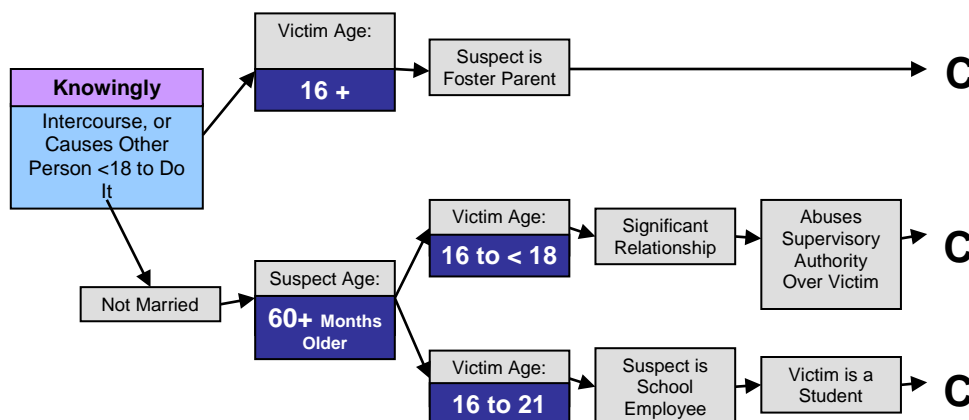 Knowingly
Intercourse, or
Causes Other
Person <18 to Do
It
Victim Age:
16 +
Suspect is
Foster Parent
C
Not Married
Suspect Age:
60+ Months
Older
Victim Age:
16 to < 18
Significant
Relationship
Abuses
Supervisory
Authority
Over Victim
C
Victim Age:
16 to 21
Suspect is
School
Employee
Victim is a
Student
C